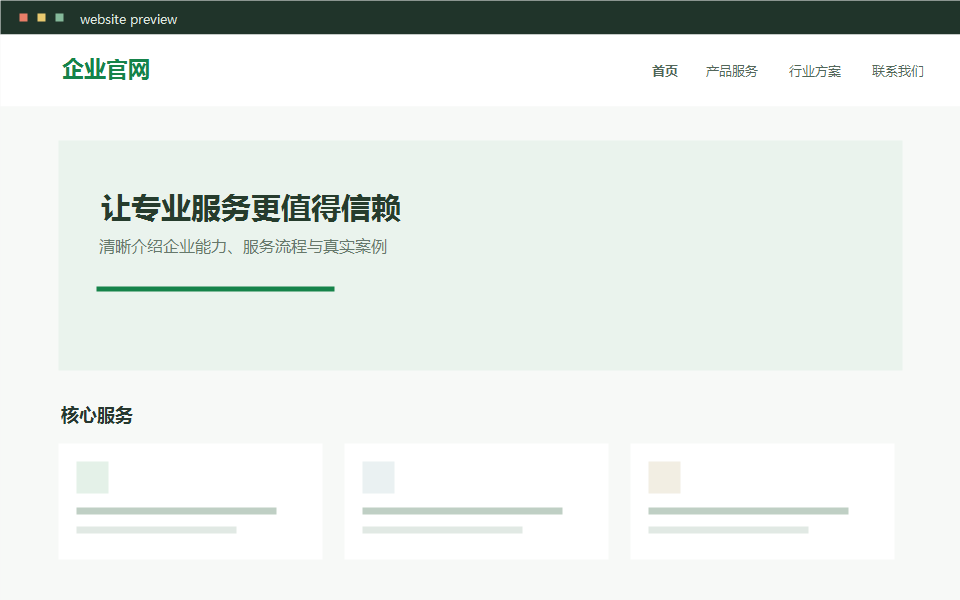 website preview
企业官网
首页 产品服务 行业方案 联系我们
让专业服务更值得信赖
清晰介绍企业能力、服务流程与真实案例
核心服务